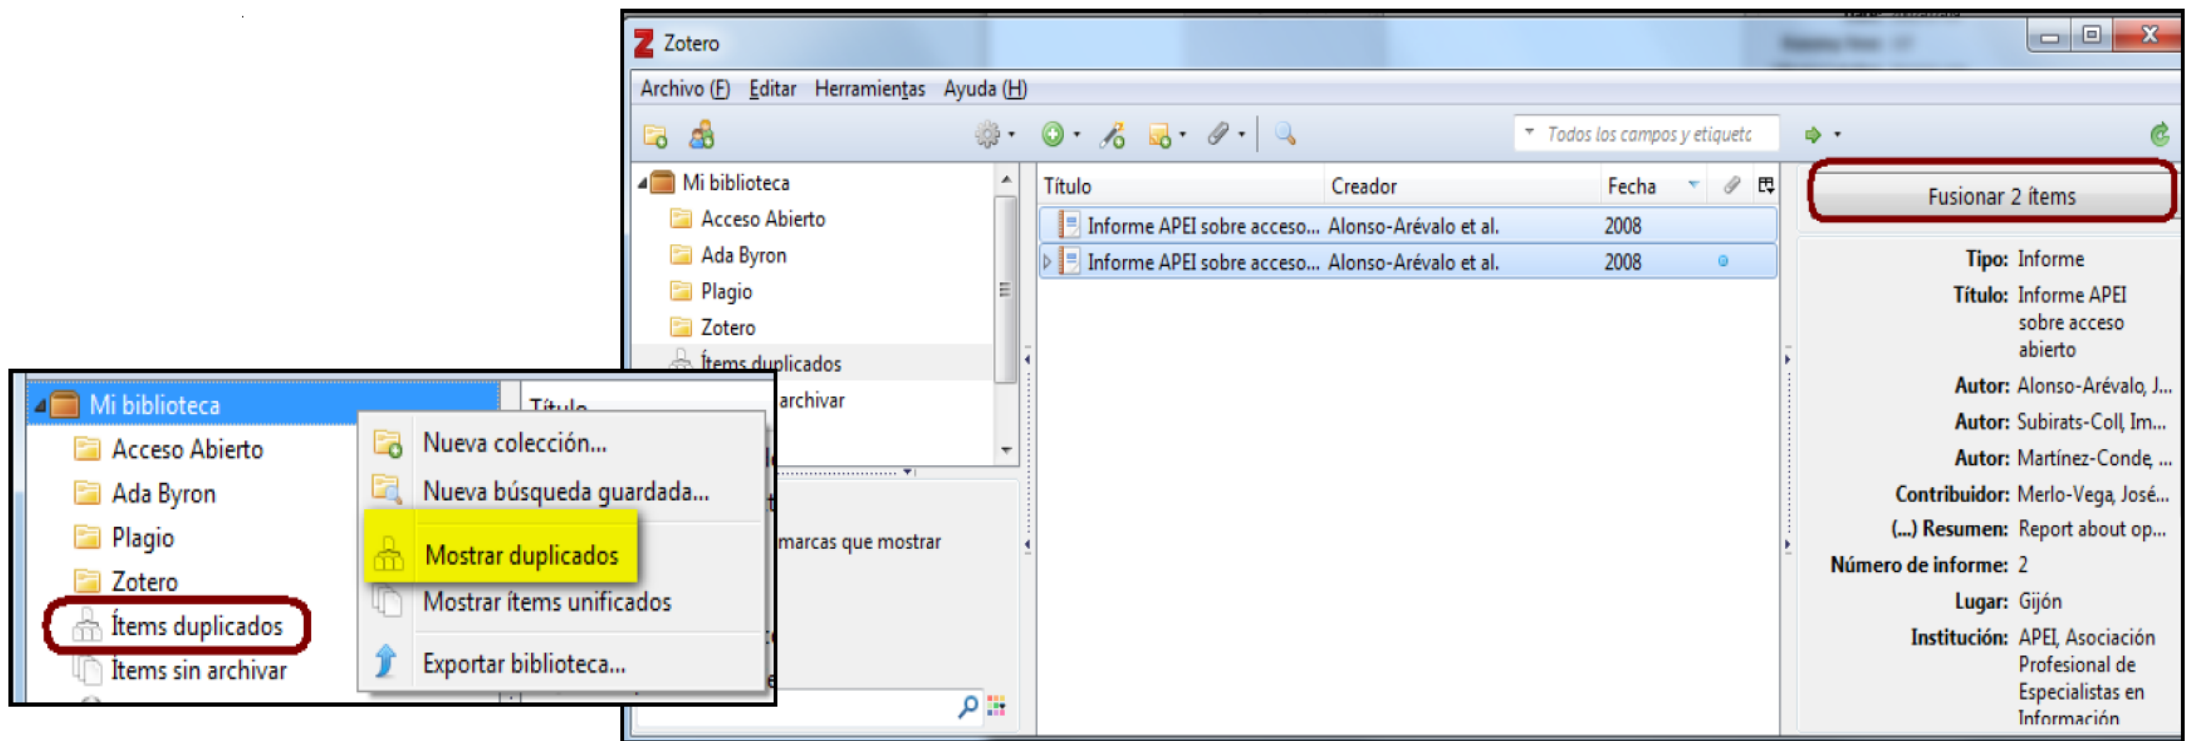 Zotero
Archivo (F) Editar Herramientas Ayuda (H)
Todos los campos y etiquetc
Mi biblioteca
Acceso Abierto
Ada Byron
Plagio
Zotero
Ítems duplicados
archivar
marcas que mostrar
Título Creador Fecha
Informe APEI sobre acceso... Alonso-Arévalo et al. 2008
Informe APEI sobre acceso... Alonso-Arévalo et al. 2008
Fusionar 2 ítems
Tipo: Informe
Título: Informe APEI
sobre acceso
abierto
Autor: Alonso-Arévalo, J...
Autor: Subirats-Coll, Im...
Autor: Martínez-Conde, ...
Contribuidor: Merlo-Vega, José...
(...) Resumen: Report about op...
Número de informe: 2
Lugar: Gijón
Institución: APEI, Asociación
Profesional de
Especialistas en
Información
Mi biblioteca
Acceso Abierto
Ada Byron
Plagio
Zotero
Ítems duplicados
Ítems sin archivar
Título
Nueva colección...
Nueva búsqueda guardada...
Mostrar duplicados
Mostrar ítems unificados
Exportar biblioteca...